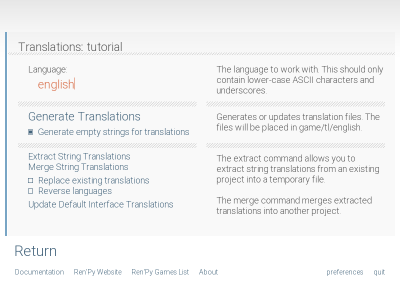 Translations: tutorial
Language:
english
The language to work with. This should only
contain lower-case ASCII characters and
underscores.
Generate Translations
Generate empty strings for translations
Generates or updates translation files. The
files will be placed in game/tl/english.
Extract String Translations
Merge String Translations
Replace existing translations
Reverse languages
Update Default Interface Translations
The extract command allows you to
extract string translations from an existing
project into a temporary file.
The merge command merges extracted
translations into another project.
Return
Documentation Ren'Py Website Ren'Py Games List About preferences quit